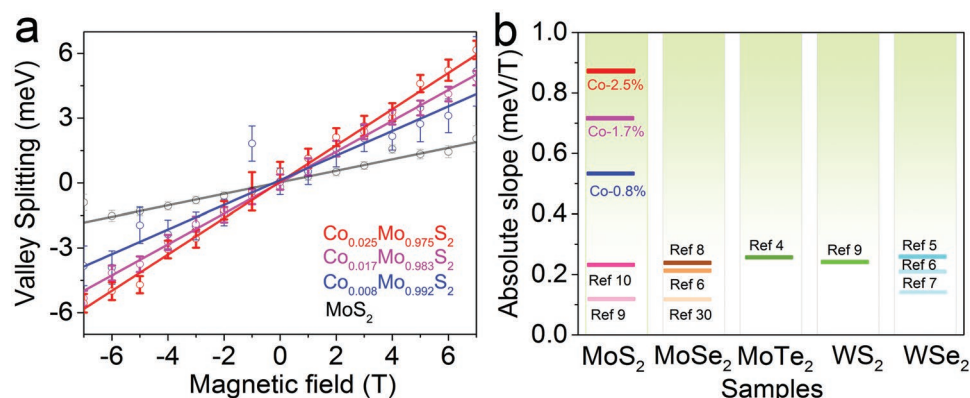 a
Valley Splitting (meV)
6
3
0
-3
-6
Co0.025Mo0.975S2
Co0.017Mo0.983S2
Co0.008Mo0.992S2
MoS2
-6 -4 -2 0 2 4 6
Magnetic field (T)
b
Absolute slope (meV/T)
1.0
0.8
0.6
0.4
0.2
0.0
Co-2.5%
Co-1.7%
Co-0.8%
Ref 10
Ref 9
Ref 8
Ref 6
Ref 30
Ref 4
Ref 9
Ref 5
Ref 6
Ref 7
MoS2 MoSe2 MoTe2 WS2 WSe2
Samples